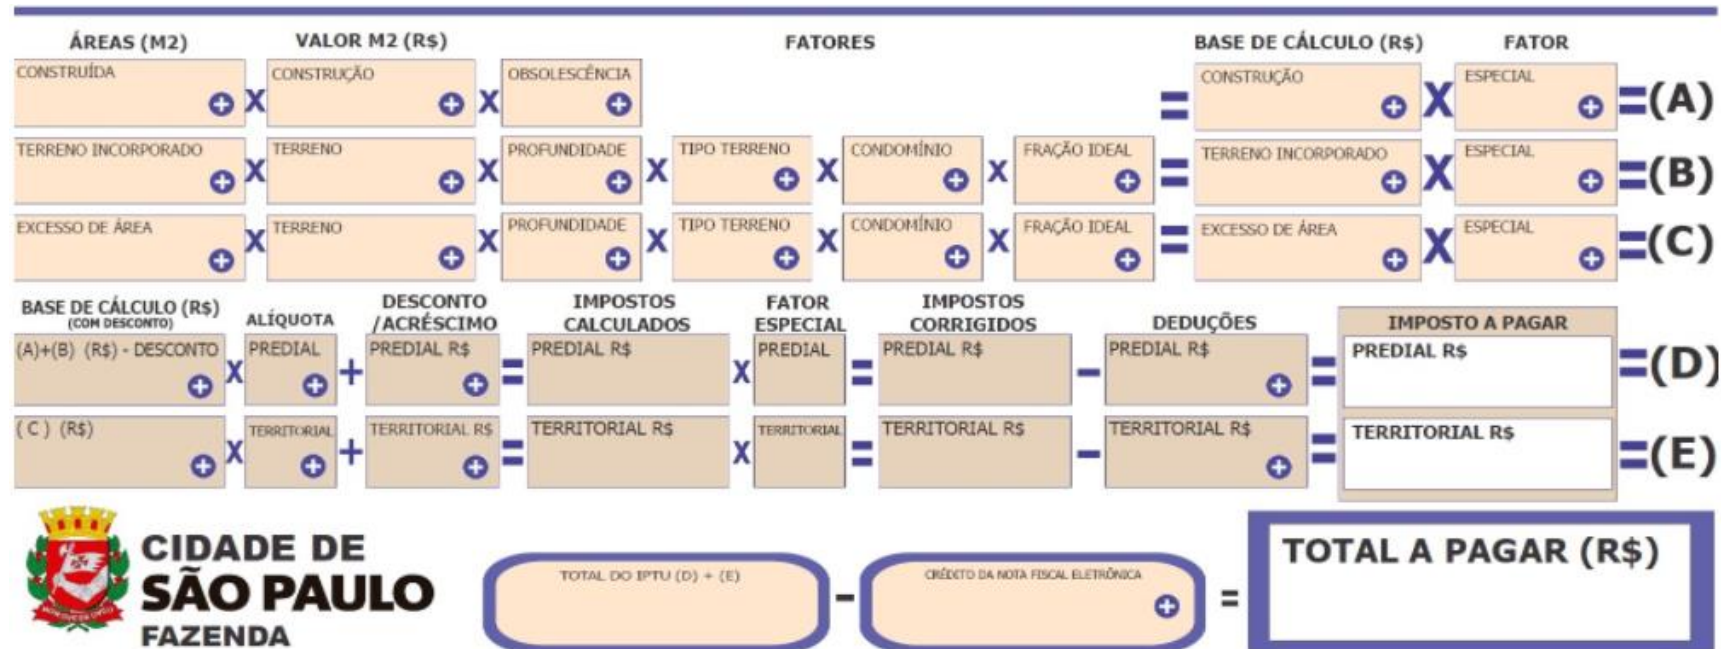 ÁREAS (M2) VALOR M2 (R$) FATORES BASE DE CÁLCULO (R$) FATOR
CONSTRUÍDA X CONSTRUÇÃO X OBSOLESCÊNCIA = CONSTRUÇÃO X ESPECIAL =(A)
TERRENO INCORPORADO X TERRENO X PROFUNDIDADE X TIPO TERRENO X CONDOMÍNIO X FRAÇÃO IDEAL = TERRENO INCORPORADO X ESPECIAL =(B)
EXCESSO DE ÁREA X TERRENO X PROFUNDIDADE X TIPO TERRENO X CONDOMÍNIO X FRAÇÃO IDEAL = EXCESSO DE ÁREA X ESPECIAL =(C)
BASE DE CÁLCULO (R$) ALÍQUOTA DESCONTO IMPOSTOS FATOR IMPOSTOS DEDUÇÕES IMPOSTO A PAGAR
(COM DESCONTO) /ACRÉSCIMO CALCULADOS ESPECIAL CORRIGIDOS
(A)+(B) (R$) - DESCONTO X PREDIAL + PREDIAL R$ = PREDIAL R$ X PREDIAL = PREDIAL R$ - PREDIAL R$ = PREDIAL R$ =(D)
( C ) (R$) X TERRITORIAL + TERRITORIAL R$ = TERRITORIAL R$ X TERRITORIAL = TERRITORIAL R$ - TERRITORIAL R$ = TERRITORIAL R$ =(E)
CIDADE DE
SÃO PAULO
FAZENDA
TOTAL DO IPTU (D) + (E) - CRÉDITO DA NOTA FISCAL ELETRÔNICA = TOTAL A PAGAR (R$)